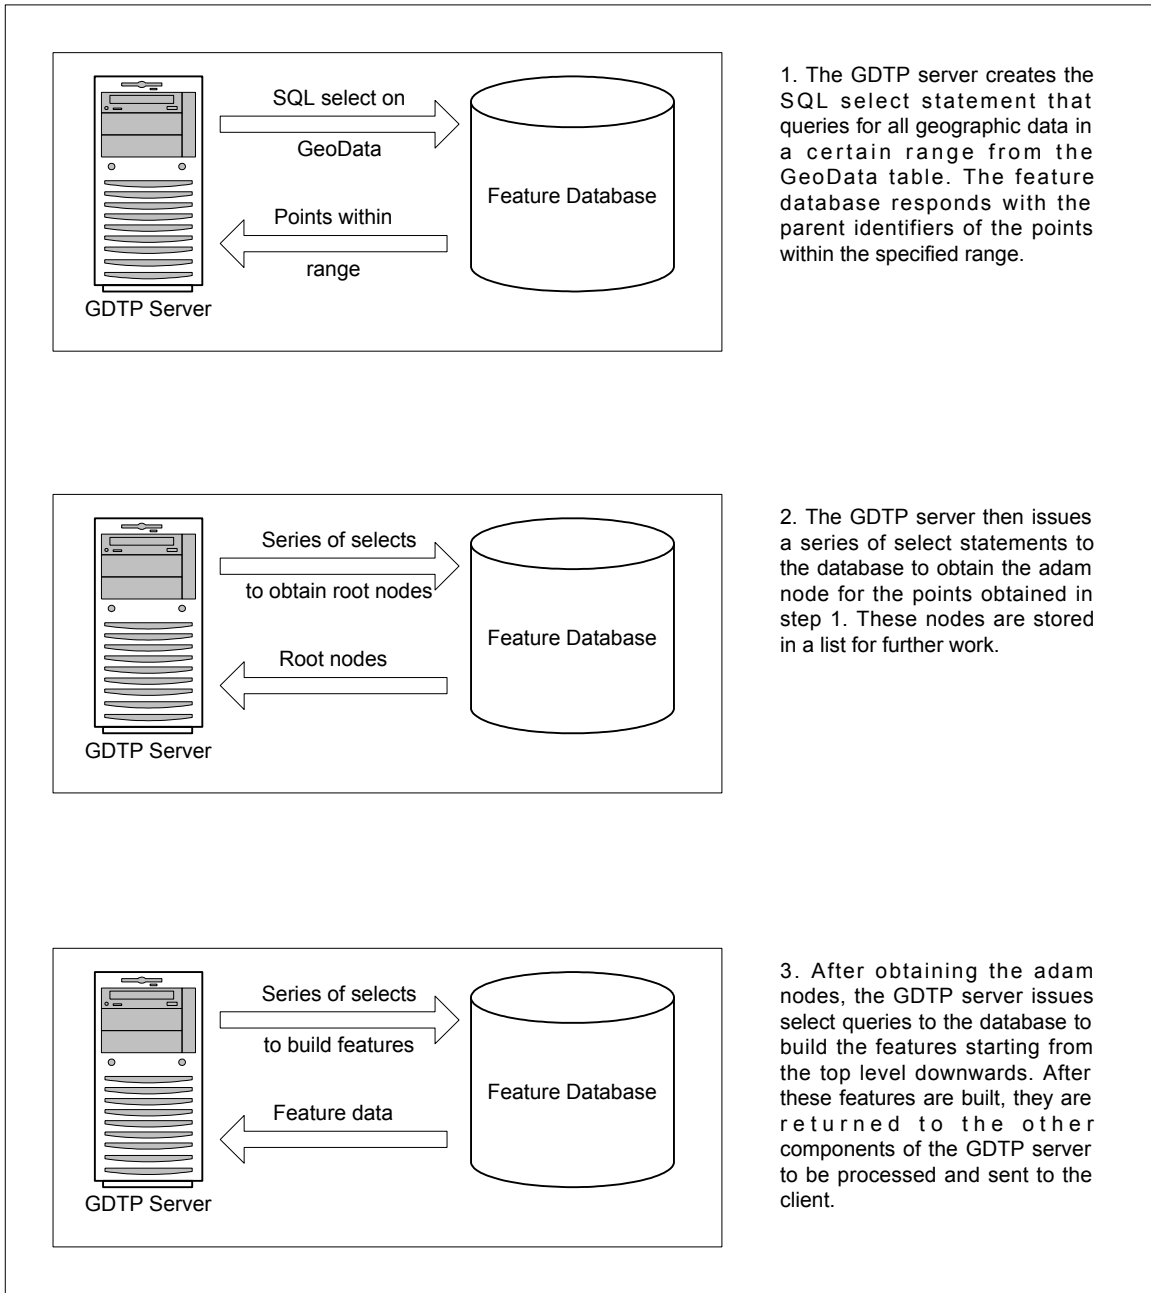 SQL select on
GeoData
Points within
range
GDTP Server
Feature Database
1. The GDTP server creates the
SQL select statement that
queries for all geographic data in
a certain range from the
GeoData table. The feature
database responds with the
parent identifiers of the points
within the specified range.
Series of selects
to obtain root nodes
Root nodes
GDTP Server
Feature Database
2. The GDTP server then issues
a series of select statements to
the database to obtain the adam
node for the points obtained in
step 1. These nodes are stored
in a list for further work.
Series of selects
to build features
Feature data
GDTP Server
Feature Database
3. After obtaining the adam
nodes, the GDTP server issues
select queries to the database to
build the features starting from
the top level downwards. After
these features are built, they are
returned to the other
components of the GDTP server
to be processed and sent to the
client.